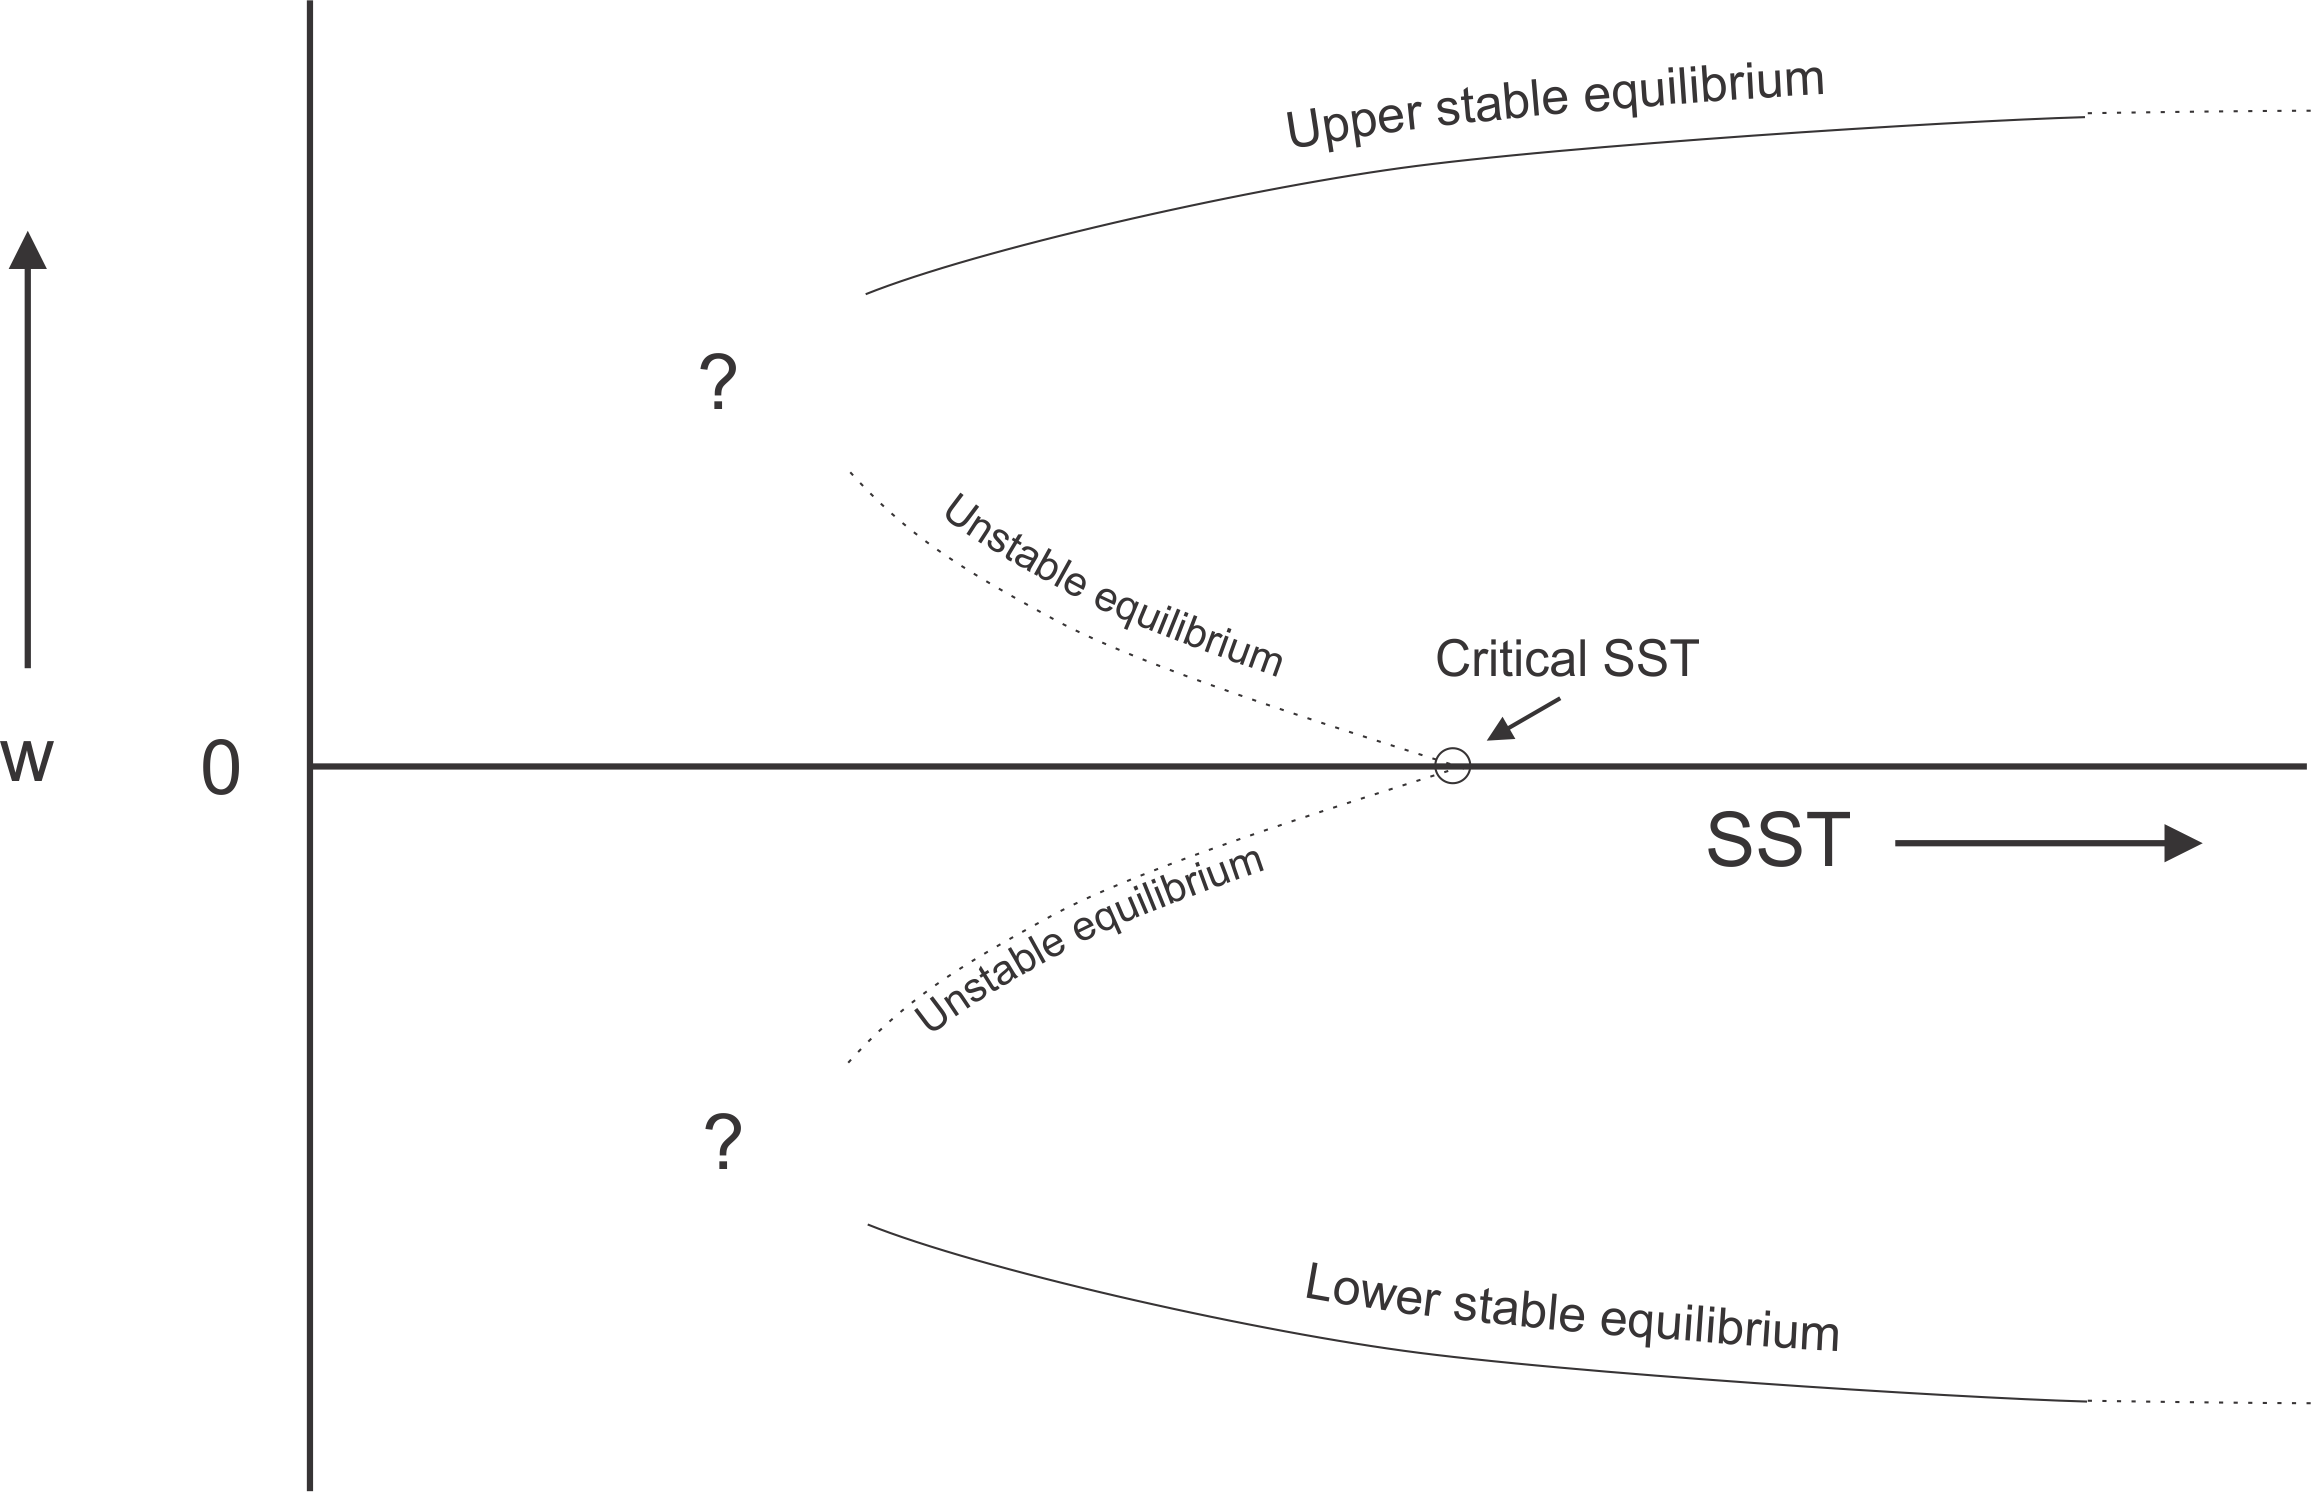 Upper stable equilibrium
?
Unstable equilibrium
Critical SST
w
0
SST
Unstable equilibrium
?
Lower stable equilibrium